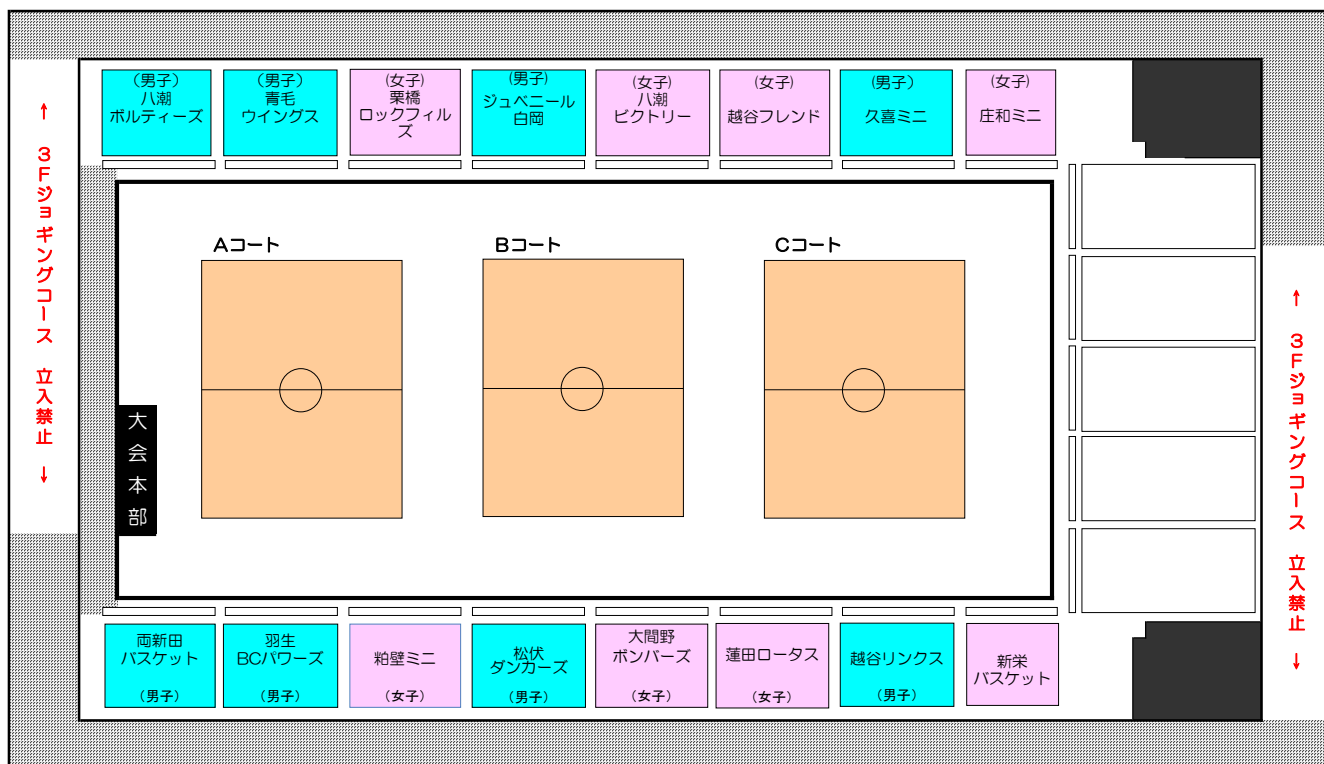 (男子)
八潮
ボルティーズ
(男子)
青毛
ウイングス
(女子)
栗橋
ロックフィル
ズ
(男子)
ジュベニール
白岡
(女子)
八潮
ビクトリー
(女子)
越谷フレンド
(男子)
久喜ミニ
(女子)
庄和ミニ
↑ 3Fジョギングコース 立入禁止 ↓
Aコート
Bコート
Cコート
大会本部
↑ 3Fジョギングコース 立入禁止 ↓
両新田
バスケット
(男子)
羽生
BCパワーズ
(男子)
粕壁ミニ
(女子)
松伏
ダンカーズ
(男子)
大間野
ボンバーズ
(女子)
蓮田ロータス
(女子)
越谷リンクス
(男子)
新栄
バスケット